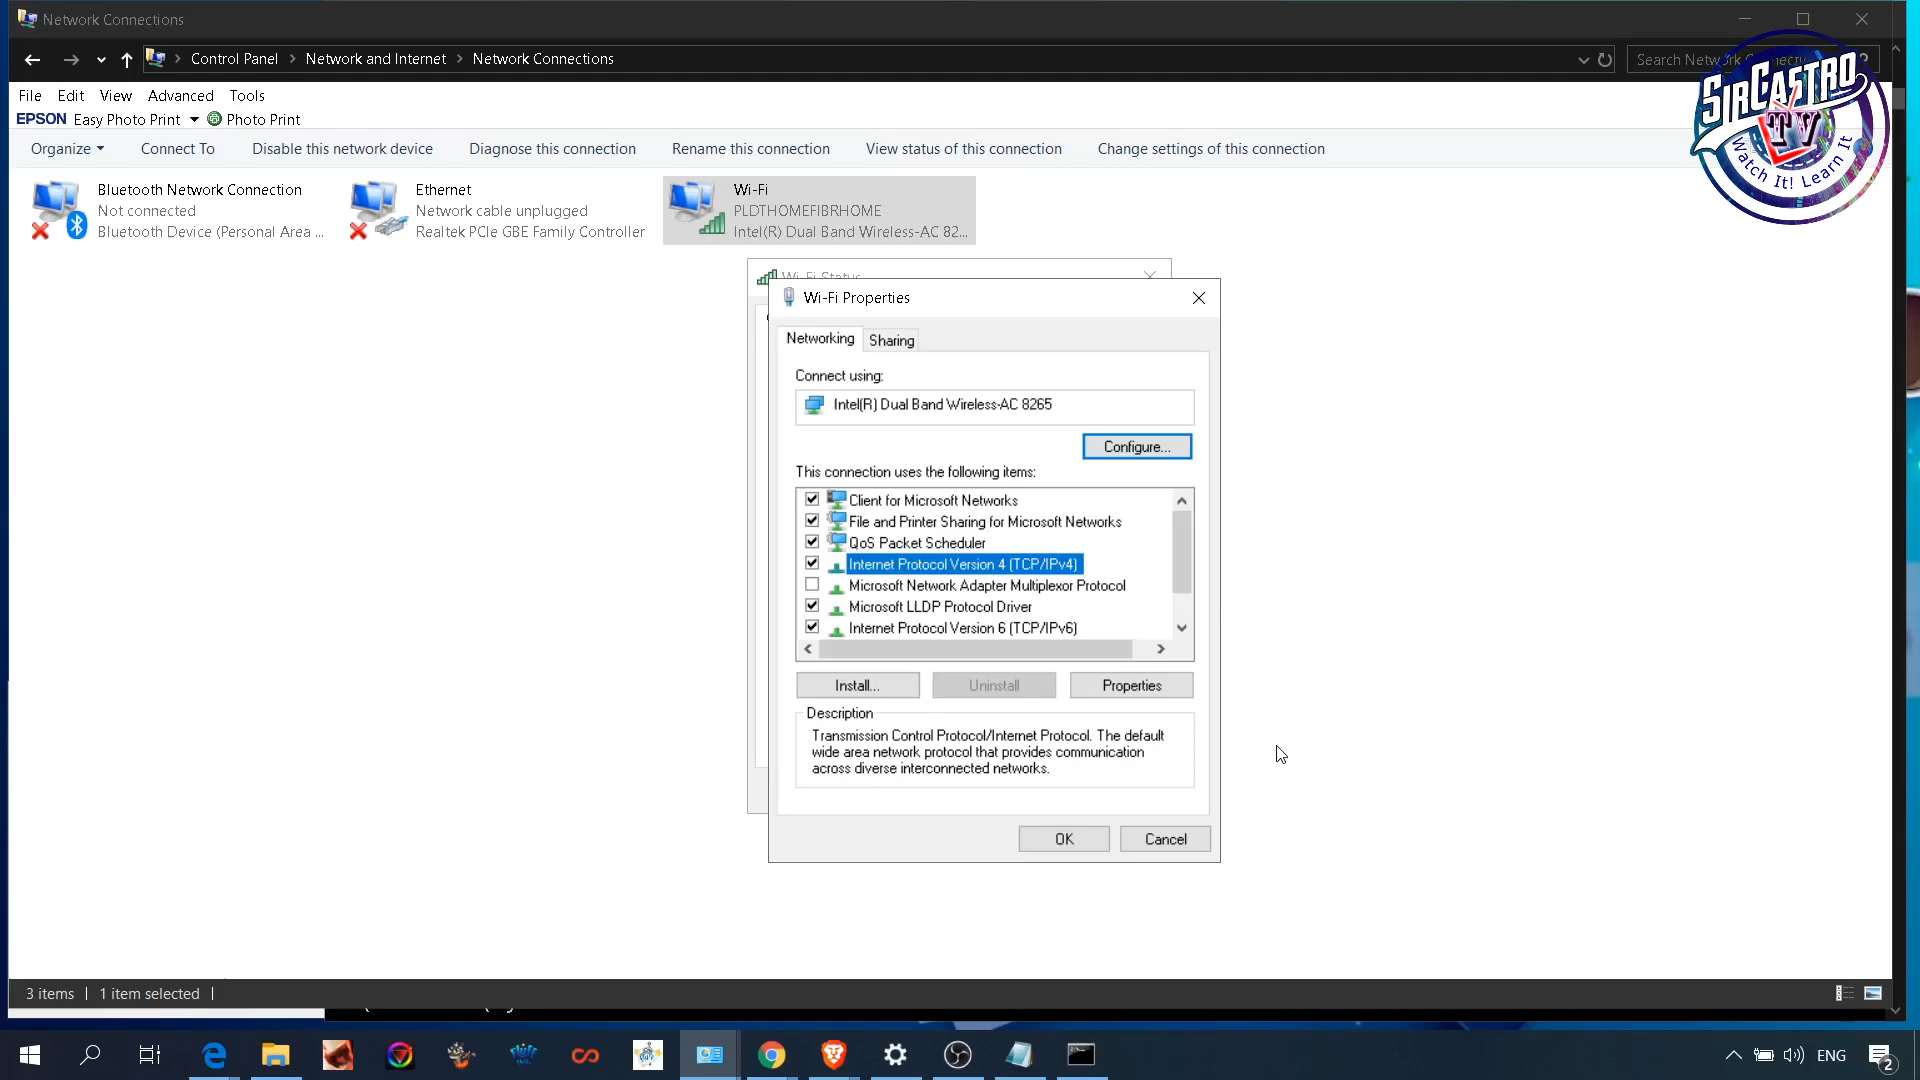 Network Connections
Control Panel > Network and Internet > Network Connections
Search Network Connecti
File Edit View Advanced Tools
EPSON Easy Photo Print Photo Print
Organize Connect To Disable this network device Diagnose this connection Rename this connection View status of this connection Change settings of this connection
SIRCASTRO
TV
Watch It! Learn It
Bluetooth Network Connection
Not connected
Bluetooth Device (Personal Area ...
Ethernet
Network cable unplugged
Realtek PCIe GBE Family Controller
Wi-Fi
PLDTHOMEFIBRHOME
Intel(R) Dual Band Wireless-AC 82...
Wi-Fi Status
Wi-Fi Properties
Networking Sharing
Connect using:
Intel(R) Dual Band Wireless-AC 8265
Configure...
This connection uses the following items:
Client for Microsoft Networks
File and Printer Sharing for Microsoft Networks
QoS Packet Scheduler
Internet Protocol Version 4 (TCP/IPv4)
Microsoft Network Adapter Multiplexor Protocol
Microsoft LLDP Protocol Driver
Internet Protocol Version 6 (TCP/IPv6)
Install... Uninstall Properties
Description
Transmission Control Protocol/Internet Protocol. The default
wide area network protocol that provides communication
across diverse interconnected networks.
OK Cancel
3 items | 1 item selected |
ENG
2